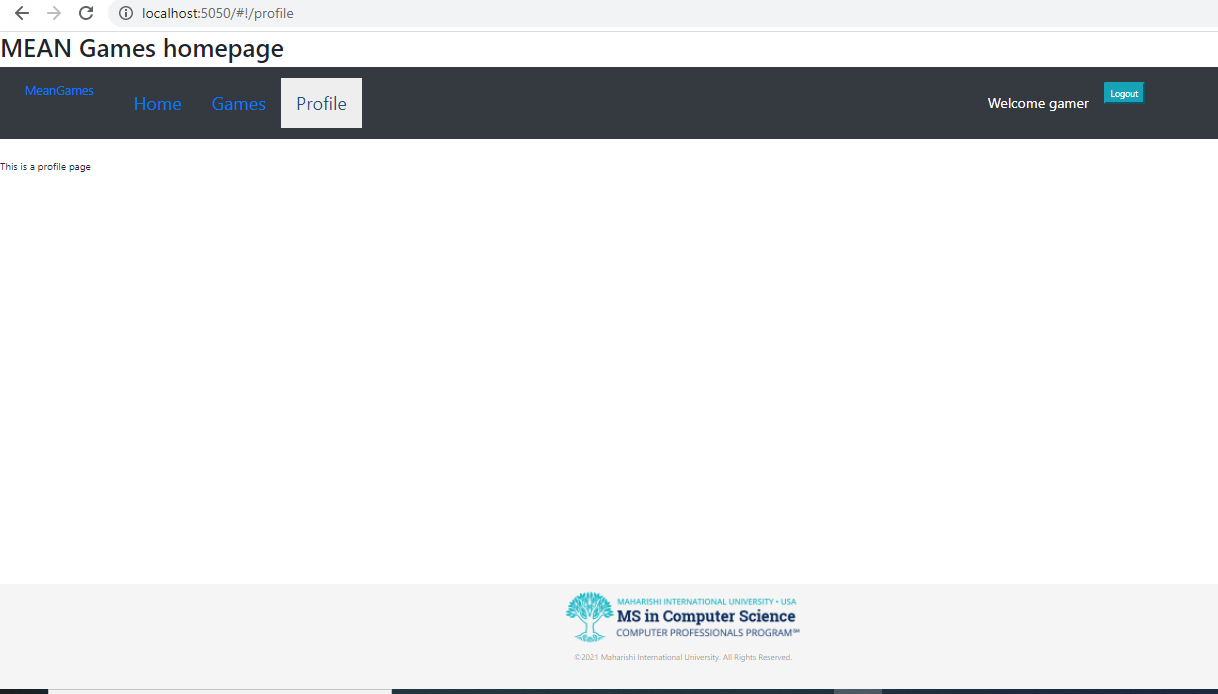 localhost:5050/#!/profile
MEAN Games homepage
MeanGames Home Games Profile Welcome gamer Logout
This is a profile page
MAHARISHI INTERNATIONAL UNIVERSITY • USA
MS in Computer Science
COMPUTER PROFESSIONALS PROGRAM℠
©2021 Maharishi International University. All Rights Reserved.